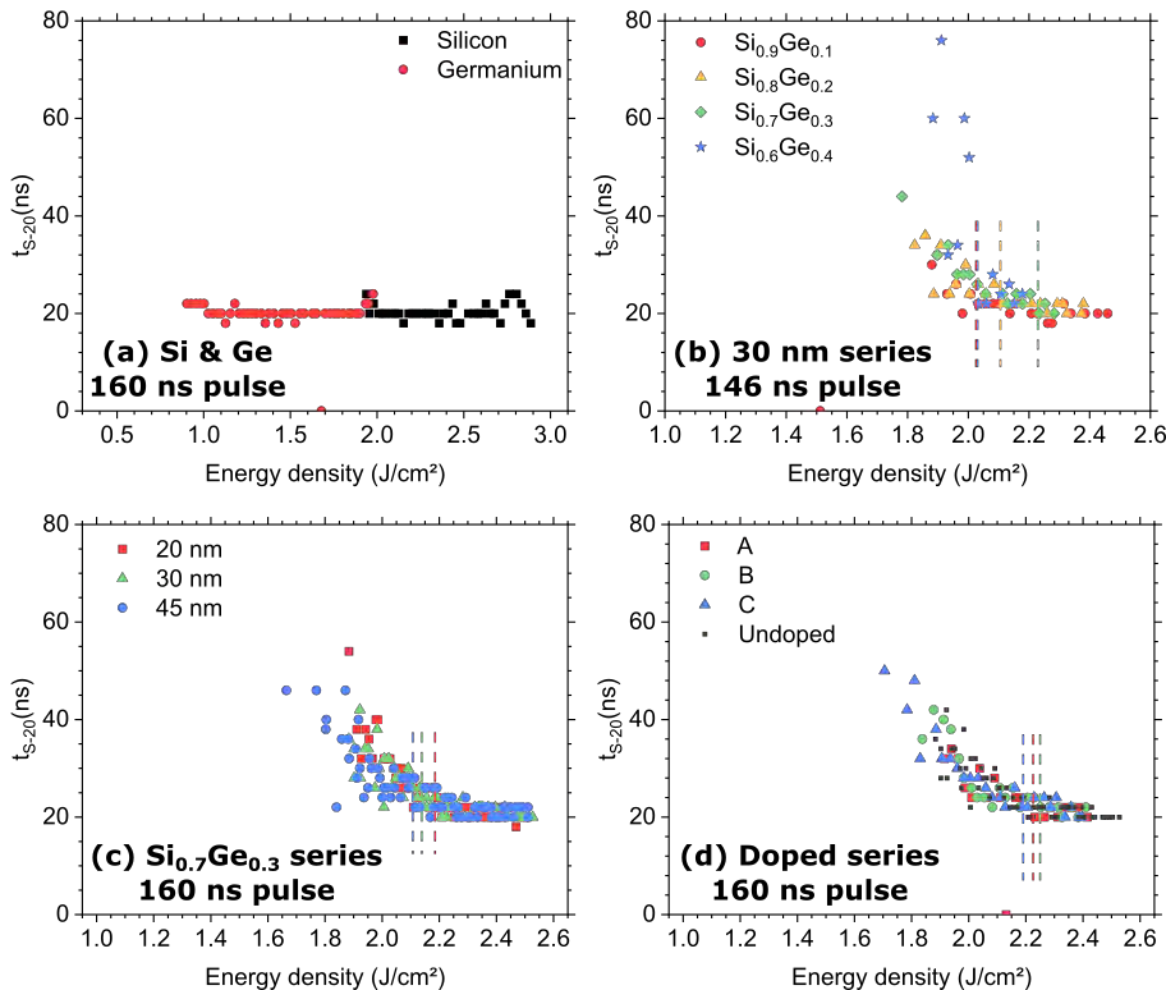 80
60
40
20
0
t_S-20(ns)
Silicon
Germanium
(a) Si & Ge
160 ns pulse
0.5 1.0 1.5 2.0 2.5 3.0
Energy density (J/cm²)
80
60
40
20
0
t_S-20(ns)
Si0.9Ge0.1
Si0.8Ge0.2
Si0.7Ge0.3
Si0.6Ge0.4
(b) 30 nm series
146 ns pulse
1.0 1.2 1.4 1.6 1.8 2.0 2.2 2.4 2.6
Energy density (J/cm²)
80
60
40
20
0
t_S-20(ns)
20 nm
30 nm
45 nm
(c) Si0.7Ge0.3 series
160 ns pulse
1.0 1.2 1.4 1.6 1.8 2.0 2.2 2.4 2.6
Energy density (J/cm²)
80
60
40
20
0
t_S-20(ns)
A
B
C
Undoped
(d) Doped series
160 ns pulse
1.0 1.2 1.4 1.6 1.8 2.0 2.2 2.4 2.6
Energy density (J/cm²)